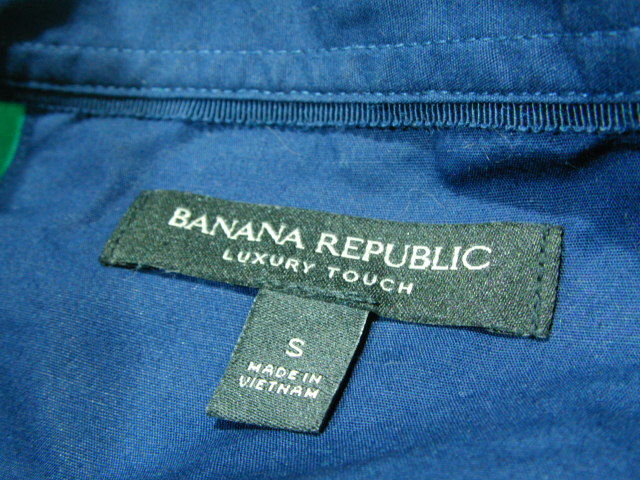 BANANA REPUBLIC
LUXURY TOUCH
S
MADE IN
VIETNAM